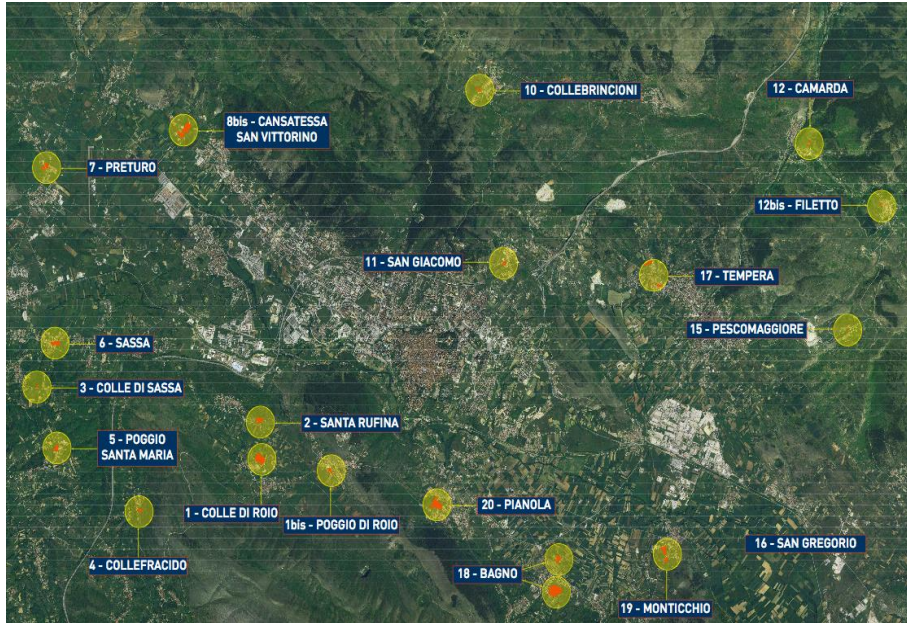 10 - COLLEBRINCIONI
12 - CAMARDA
8bis - CANSATESSA
SAN VITTORINO
7 - PRETURO
12bis - FILETTO
11 - SAN GIACOMO
17 - TEMPERA
15 - PESCOMAGGIORE
6 - SASSA
3 - COLLE DI SASSA
2 - SANTA RUFINA
5 - POGGIO
SANTA MARIA
1 - COLLE DI ROIO
1bis - POGGIO DI ROIO
20 - PIANOLA
16 - SAN GREGORIO
4 - COLLEFRACIDO
18 - BAGNO
19 - MONTICCHIO